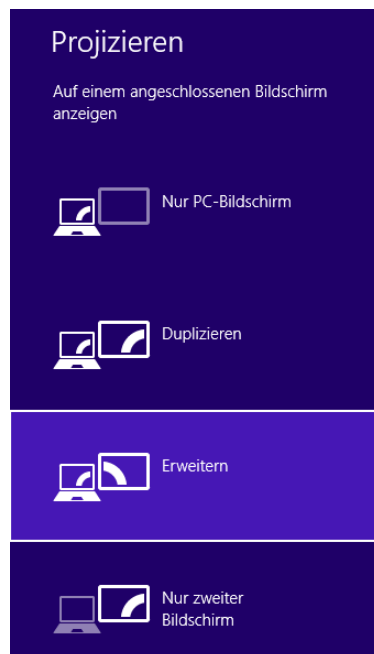 Projizieren
Auf einem angeschlossenen Bildschirm
anzeigen
Nur PC-Bildschirm
Duplizieren
Erweitern
Nur zweiter
Bildschirm